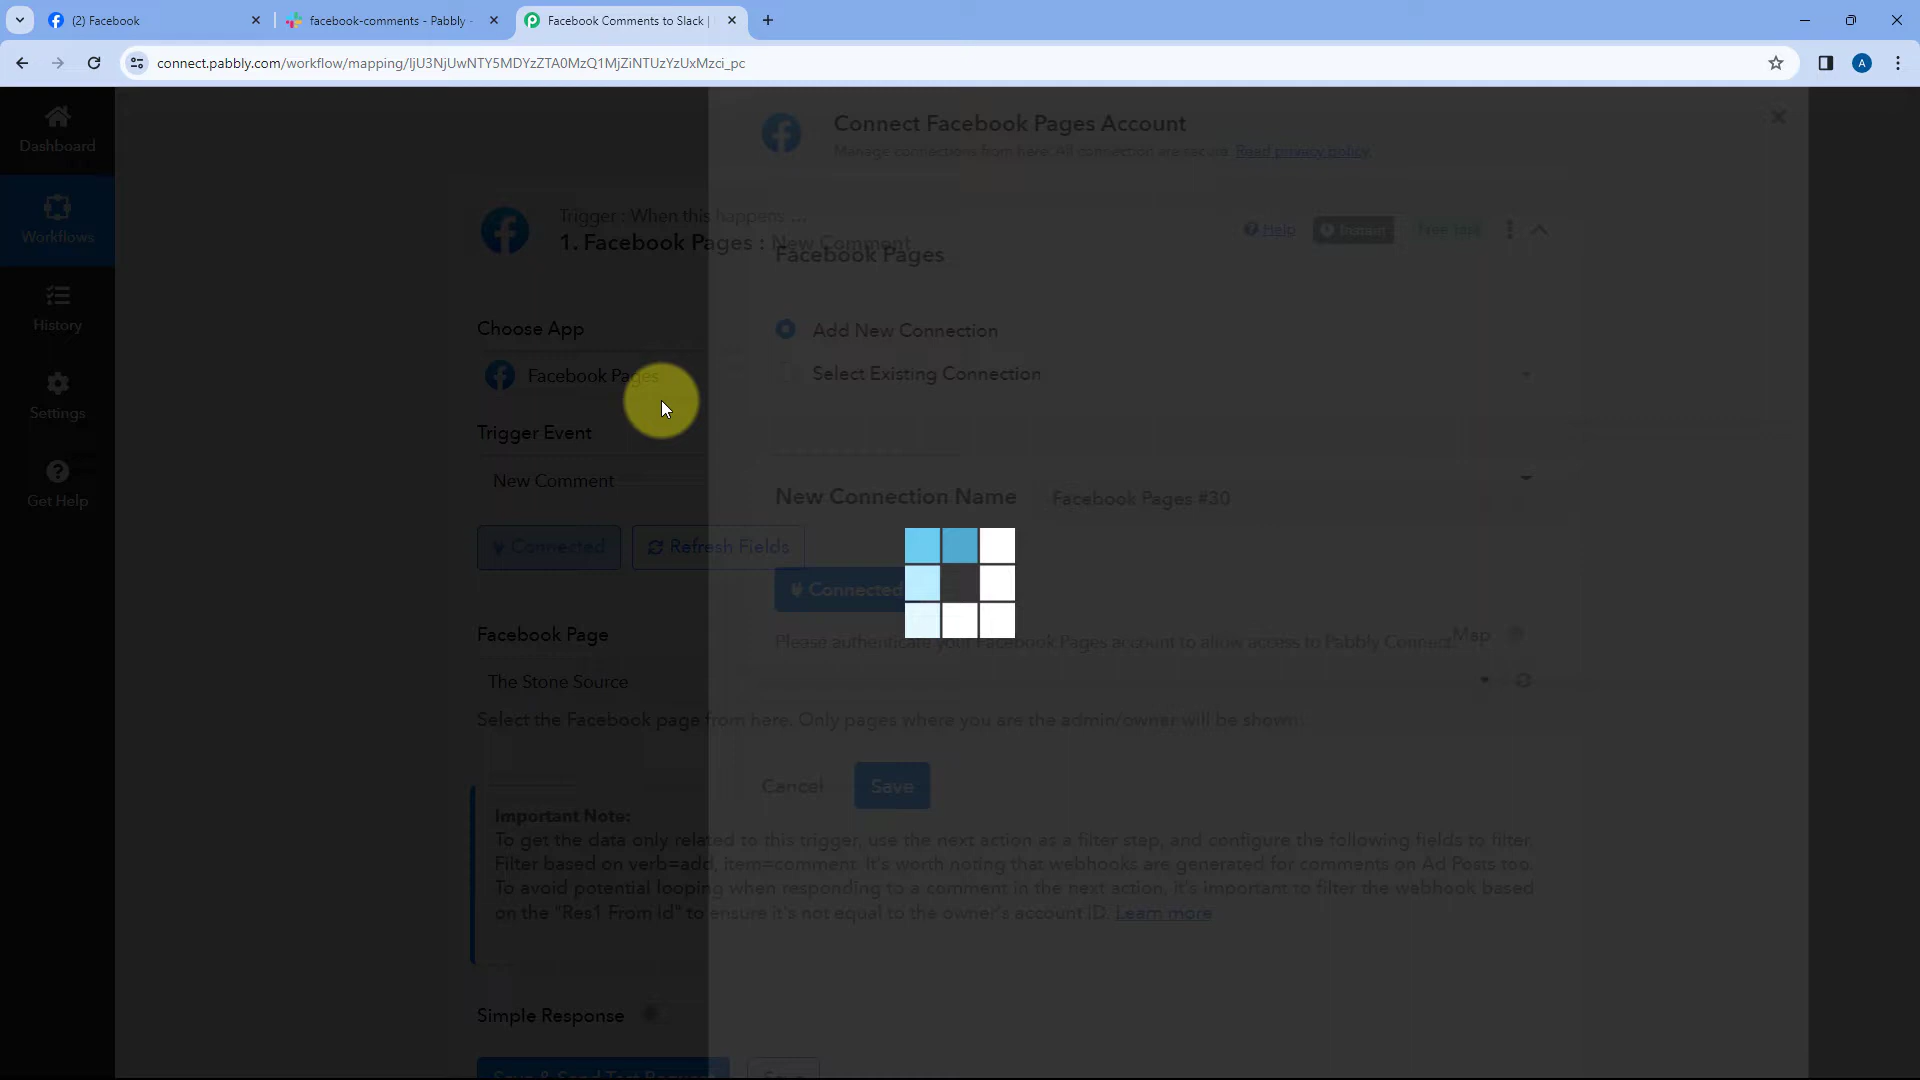 (2) Facebook
facebook-comments - Pabbly -
Facebook Comments to Slack |
connect.pabbly.com/workflow/mapping/IjU3NjUwNTY5MDYzZTA0MzQ1MjZiNTUzYzUxMzci_pc
A
Dashboard
Workflows
History
Settings
Get Help
Connect Facebook Pages Account
Manage connections from here. All connection are secure. Read privacy policy.
Trigger : When this happens ...
1. Facebook Pages : New Comment
Help
Instant
Free Task
Facebook Pages
Choose App
Add New Connection
Facebook Pages
Select Existing Connection
Trigger Event
New Comment
New Connection Name
Facebook Pages #30
Connected
Refresh Fields
Connected
Facebook Page
Please authenticate your Facebook Pages account to allow access to Pabbly Connect.
Map
The Stone Source
Select the Facebook page from here. Only pages where you are the admin/owner will be shown.
Cancel
Save
Important Note:
To get the data only related to this trigger, use the next action as a filter step, and configure the following fields to filter.
Filter based on verb=add, item=comment. It's worth noting that webhooks are generated for comments on Ad Posts too.
To avoid potential looping when responding to a comment in the next action, it's important to filter the webhook based
on the "Res1 From Id" to ensure it's not equal to the owner's account ID. Learn more
Simple Response
Save & Send Test Request
Save